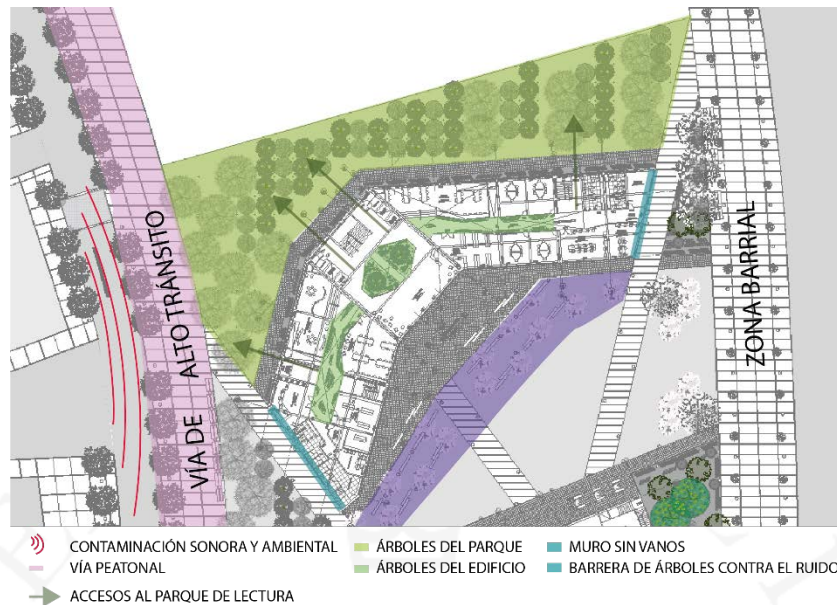 VÍA DE ALTO TRÁNSITO
ZONA BARRIAL
CONTAMINACIÓN SONORA Y AMBIENTAL
ÁRBOLES DEL PARQUE
MURO SIN VANOS
VÍA PEATONAL
ÁRBOLES DEL EDIFICIO
BARRERA DE ÁRBOLES CONTRA EL RUIDO
ACCESOS AL PARQUE DE LECTURA